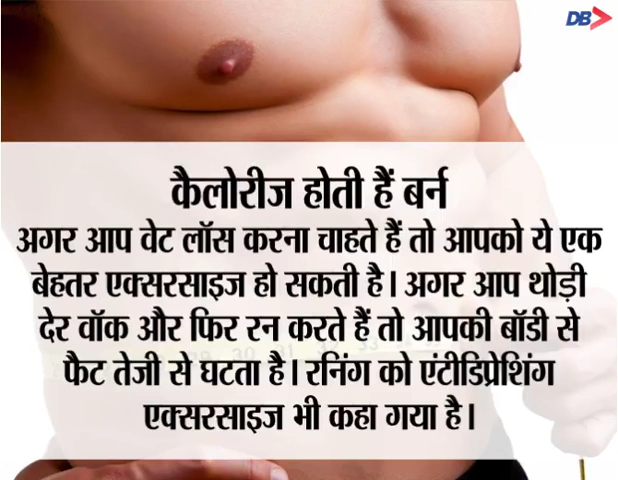 DB
कैलोरीज होती हैं बर्न
अगर आप वेट लॉस करना चाहते हैं तो आपको ये एक
बेहतर एक्सरसाइज हो सकती है। अगर आप थोड़ी
देर वॉक और फिर रन करते हैं तो आपकी बॉडी से
फैट तेजी से घटता है। रनिंग को एंटीडिप्रेशिंग
एक्सरसाइज भी कहा गया है।